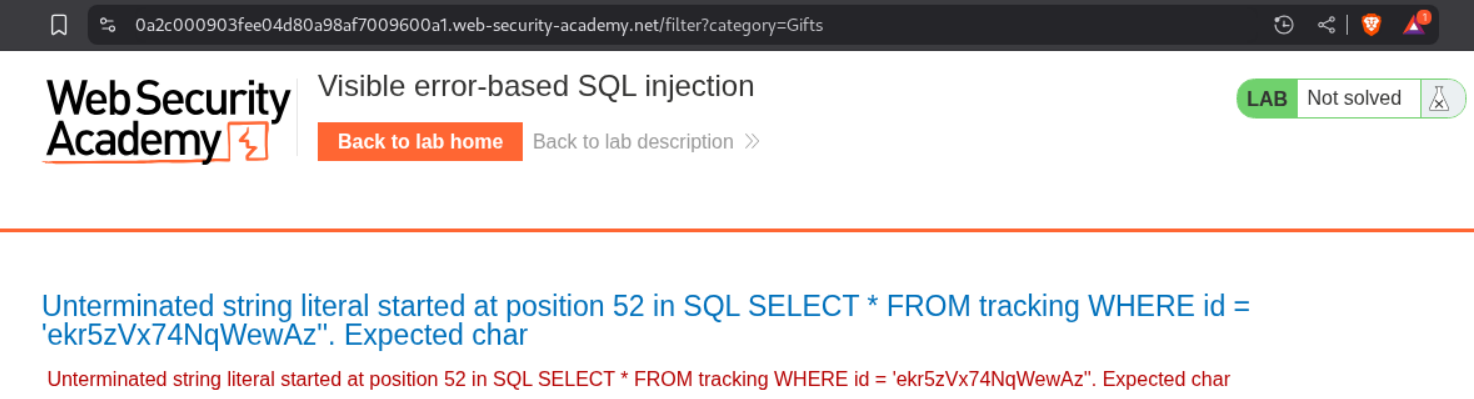 0a2c000903fee04d80a98af7009600a1.web-security-academy.net/filter?category=Gifts
1
Web Security
Academy
Visible error-based SQL injection
Back to lab home
Back to lab description
LAB
Not solved
Unterminated string literal started at position 52 in SQL SELECT * FROM tracking WHERE id =
'ekr5zVx74NqWewAz''. Expected char
Unterminated string literal started at position 52 in SQL SELECT * FROM tracking WHERE id = 'ekr5zVx74NqWewAz''. Expected char